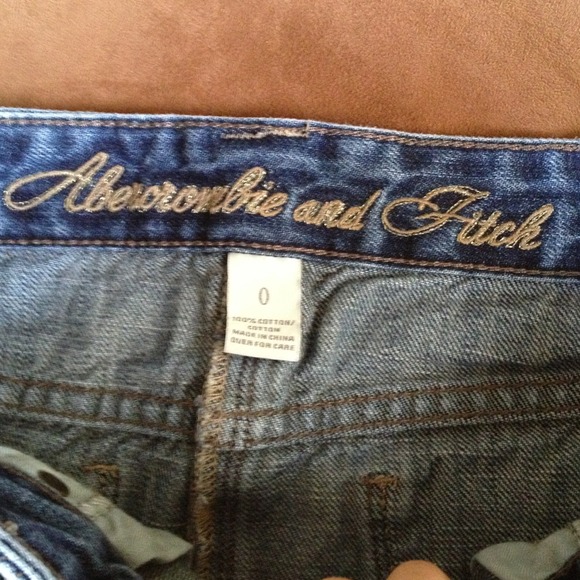 Abercrombie and Fitch
0
100% COTTON/
COTTON
MADE IN CHINA
OVER FOR CARE